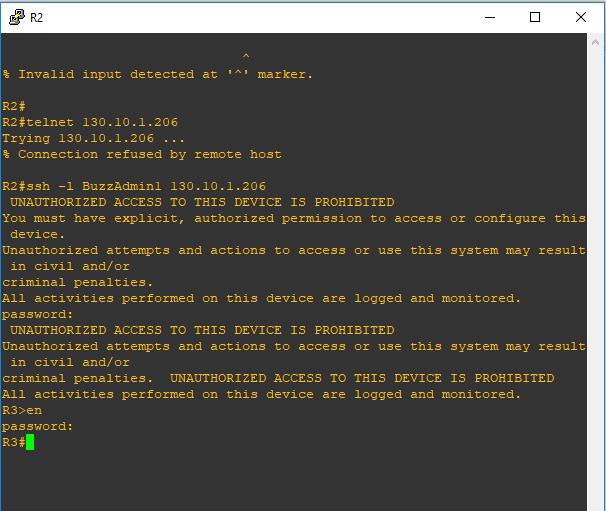 R2
^
% Invalid input detected at '^' marker.
R2#
R2#telnet 130.10.1.206
Trying 130.10.1.206 ...
% Connection refused by remote host
R2#ssh -l BuzzAdmin1 130.10.1.206
UNAUTHORIZED ACCESS TO THIS DEVICE IS PROHIBITED
You must have explicit, authorized permission to access or configure this
device.
Unauthorized attempts and actions to access or use this system may result
in civil and/or
criminal penalties.
All activities performed on this device are logged and monitored.
password:
UNAUTHORIZED ACCESS TO THIS DEVICE IS PROHIBITED
Unauthorized attempts and actions to access or use this system may result
in civil and/or
criminal penalties.  UNAUTHORIZED ACCESS TO THIS DEVICE IS PROHIBITED
All activities performed on this device are logged and monitored.
R3>en
password:
R3#